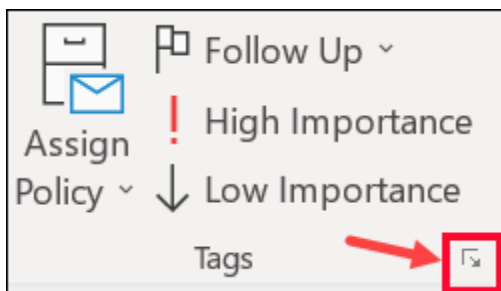 Follow Up
High Importance
Assign
Policy
Low Importance
Tags